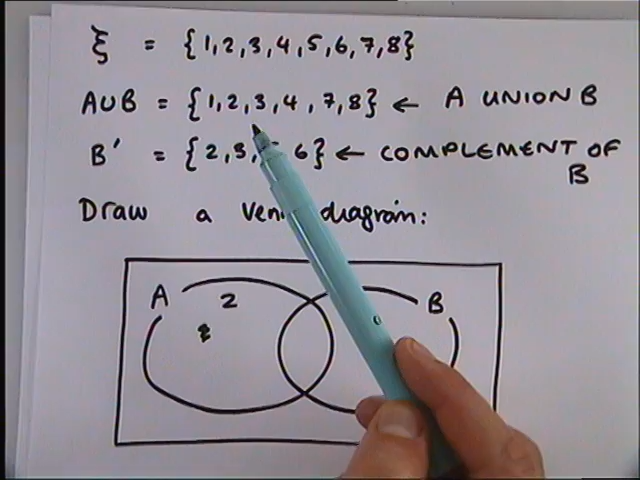 ξ = {1,2,3,4,5,6,7,8}
A∪B = {1,2,3,4,7,8} ← A UNION B
B' = {2,3, 6} ← COMPLEMENT OF B
Draw a diagram:
A 2 B